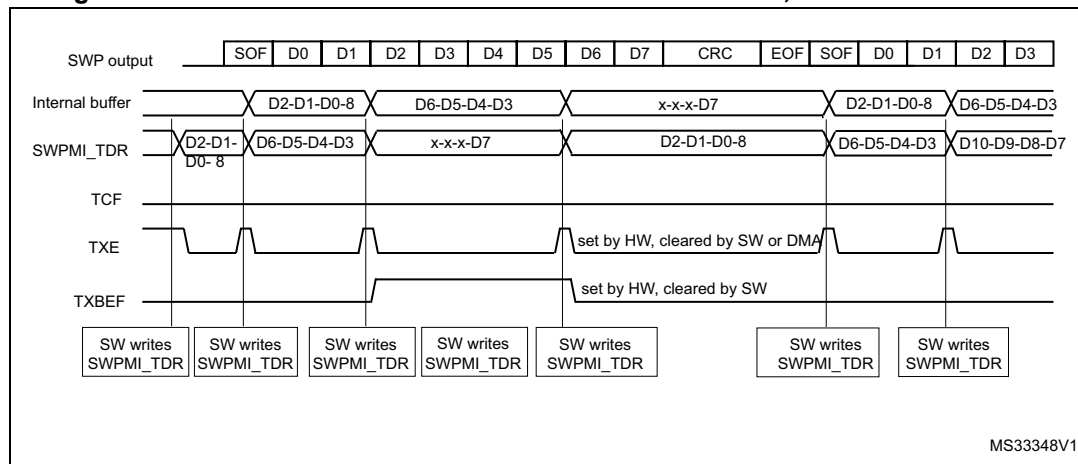 SWP output SOF D0 D1 D2 D3 D4 D5 D6 D7 CRC EOF SOF D0 D1 D2 D3
Internal buffer D2-D1-D0-8 D6-D5-D4-D3 x-x-x-D7 D2-D1-D0-8 D6-D5-D4-D3
SWPMI_TDR D2-D1- D0- 8 D6-D5-D4-D3 x-x-x-D7 D2-D1-D0-8 D6-D5-D4-D3 D10-D9-D8-D7
TCF
TXE set by HW, cleared by SW or DMA
TXBEF set by HW, cleared by SW
SW writes SW writes SW writes SW writes SW writes SW writes SW writes
SWPMI_TDR SWPMI_TDR SWPMI_TDR SWPMI_TDR SWPMI_TDR SWPMI_TDR SWPMI_TDR
MS33348V1